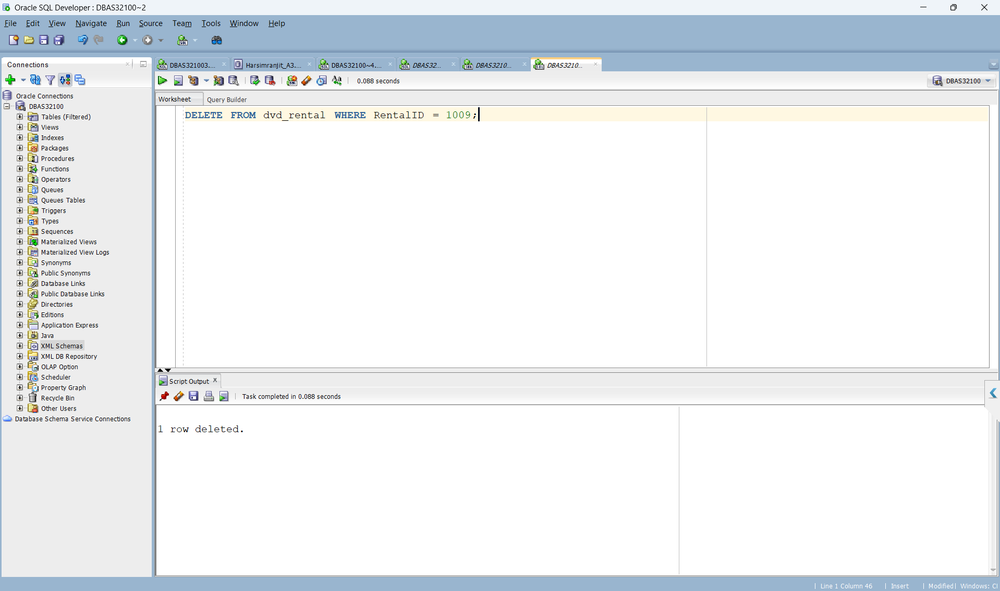 Oracle SQL Developer : DBAS32100~2
File Edit View Navigate Run Source Team Tools Window Help
Connections
DBAS321003....
Harsimranjit_A3....
DBAS32100~4....
DBAS32...
DBAS3210...
DBAS3210...
0.088 seconds
DBAS32100
Worksheet
Query Builder
Oracle Connections
DBAS32100
Tables (Filtered)
Views
Indexes
Packages
Procedures
Functions
Operators
Queues
Queues Tables
Triggers
Types
Sequences
Materialized Views
Materialized View Logs
Synonyms
Public Synonyms
Database Links
Public Database Links
Directories
Editions
Application Express
Java
XML Schemas
XML DB Repository
OLAP Option
Scheduler
Property Graph
Recycle Bin
Other Users
Database Schema Service Connections
DELETE FROM dvd_rental WHERE RentalID = 1009;
Script Output
Task completed in 0.088 seconds
1 row deleted.
Line 1 Column 46 | Insert | Modified | Windows: Cl